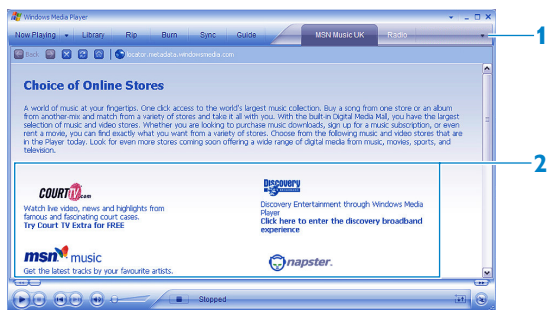 Windows Media Player
Now Playing Library Rip Burn Sync Guide MSN Music UK Radio
1
Back locator.metadata.windowsmedia.com
Choice of Online Stores
A world of music at your fingertips. One click access to the world's largest music collection. Buy a song from one store or an album
from another-mix and match from a variety of stores and take it all with you. With the built-in Digital Media Mall, you have the largest
selection of music and video stores. Whether you are looking to purchase music downloads, sign up for a music subscription, or even
rent a movie, you can find exactly what you want from a variety of stores. Choose from the following music and video stores that are
in the Player today. Look for even more stores coming soon offering a wide range of digital media from music, movies, sports, and
television.
2
COURT TV.com
Watch live video, news and highlights from
famous and fascinating court cases.
Try Court TV Extra for FREE
Discovery
Discovery Entertainment through Windows Media
Player
Click here to enter the discovery broadband
experience
msn music
Get the latest tracks by your favourite artists.
napster.
Stopped